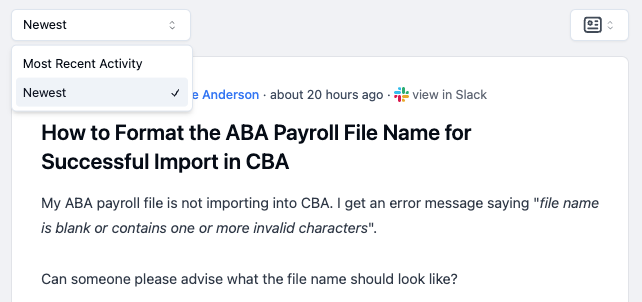 Newest
Most Recent Activity
Newest
e Anderson · about 20 hours ago · view in Slack
How to Format the ABA Payroll File Name for
Successful Import in CBA
My ABA payroll file is not importing into CBA. I get an error message saying "file name
is blank or contains one or more invalid characters".
Can someone please advise what the file name should look like?